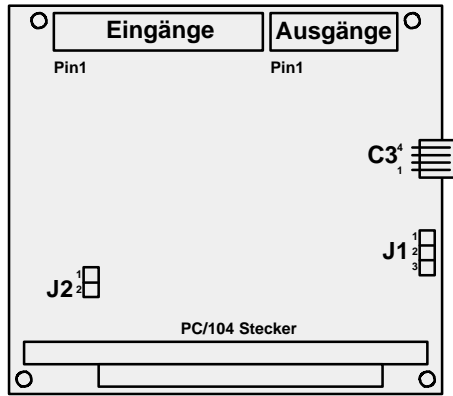 Eingänge
Ausgänge
Pin1
Pin1
C3
4
1
J1
1
2
3
J2
1
2
PC/104 Stecker